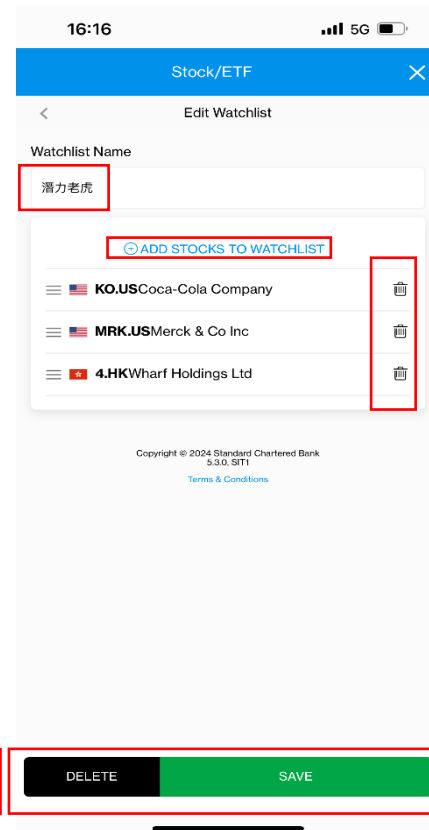 16:16
5G
Stock/ETF
Edit Watchlist
Watchlist Name
潛力老虎
ADD STOCKS TO WATCHLIST
KO.USCoca-Cola Company
MRK.USMerck & Co Inc
4.HKWharf Holdings Ltd
Copyright © 2024 Standard Chartered Bank
5.3.0, SIT1
Terms & Conditions
DELETE
SAVE